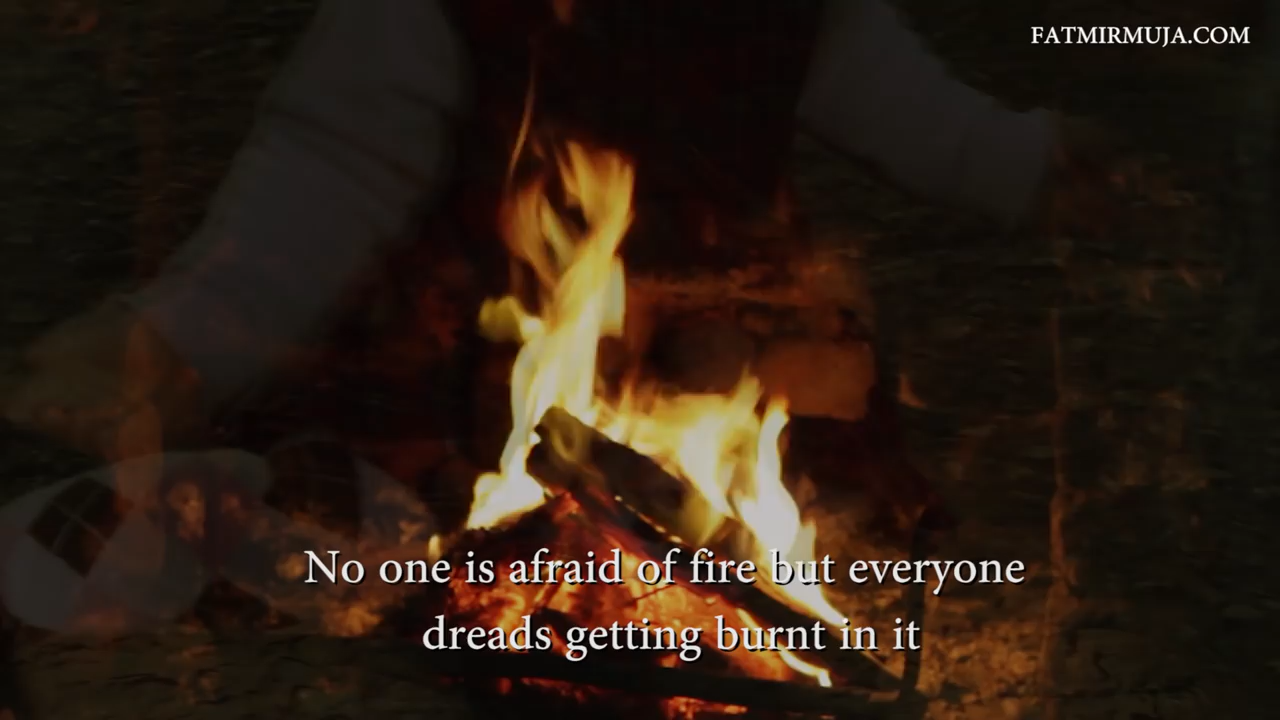 FATMIRMUJA.COM
No one is afraid of fire but everyone
dreads getting burnt in it